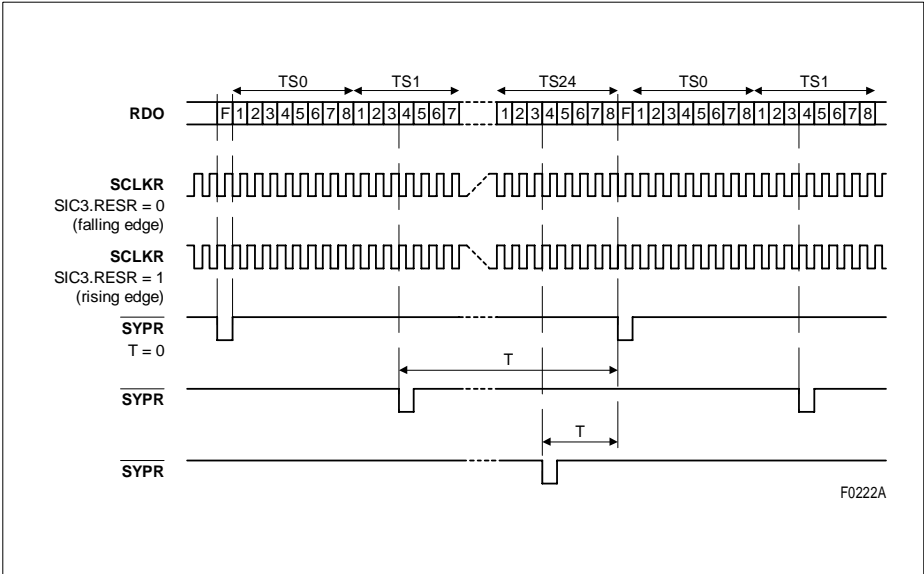 TS0 TS1 TS24 TS0 TS1
RDO F 1 2 3 4 5 6 7 8 1 2 3 4 5 6 7 1 2 3 4 5 6 7 8 F 1 2 3 4 5 6 7 8 1 2 3 4 5 6 7 8
SCLKR
SIC3.RESR = 0
(falling edge)
SCLKR
SIC3.RESR = 1
(rising edge)
SYPR
T = 0
T
SYPR
T
SYPR
F0222A